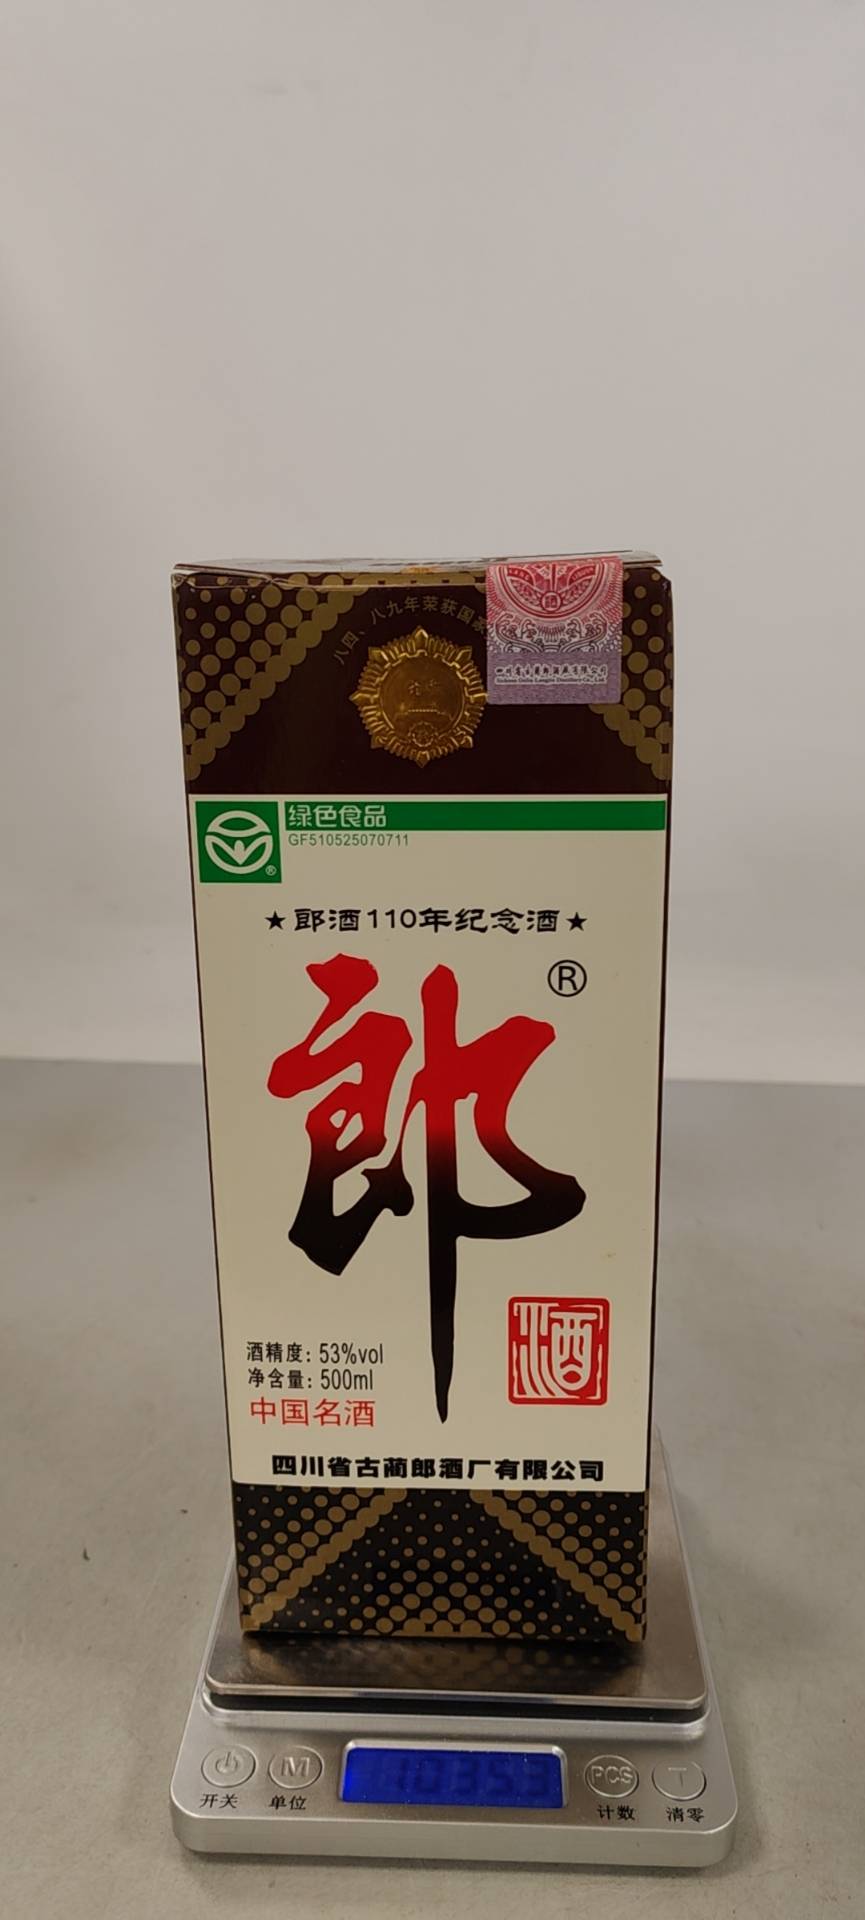 八四、八九年荣获国家
绿色食品
GF510525070711
®
★郎酒110年纪念酒★
®
郎
酒
酒精度：53%vol
净含量：500ml
中国名酒
四川省古蔺郎酒厂有限公司
1035.3
M
PCS
T
开关
单位
计数
清零